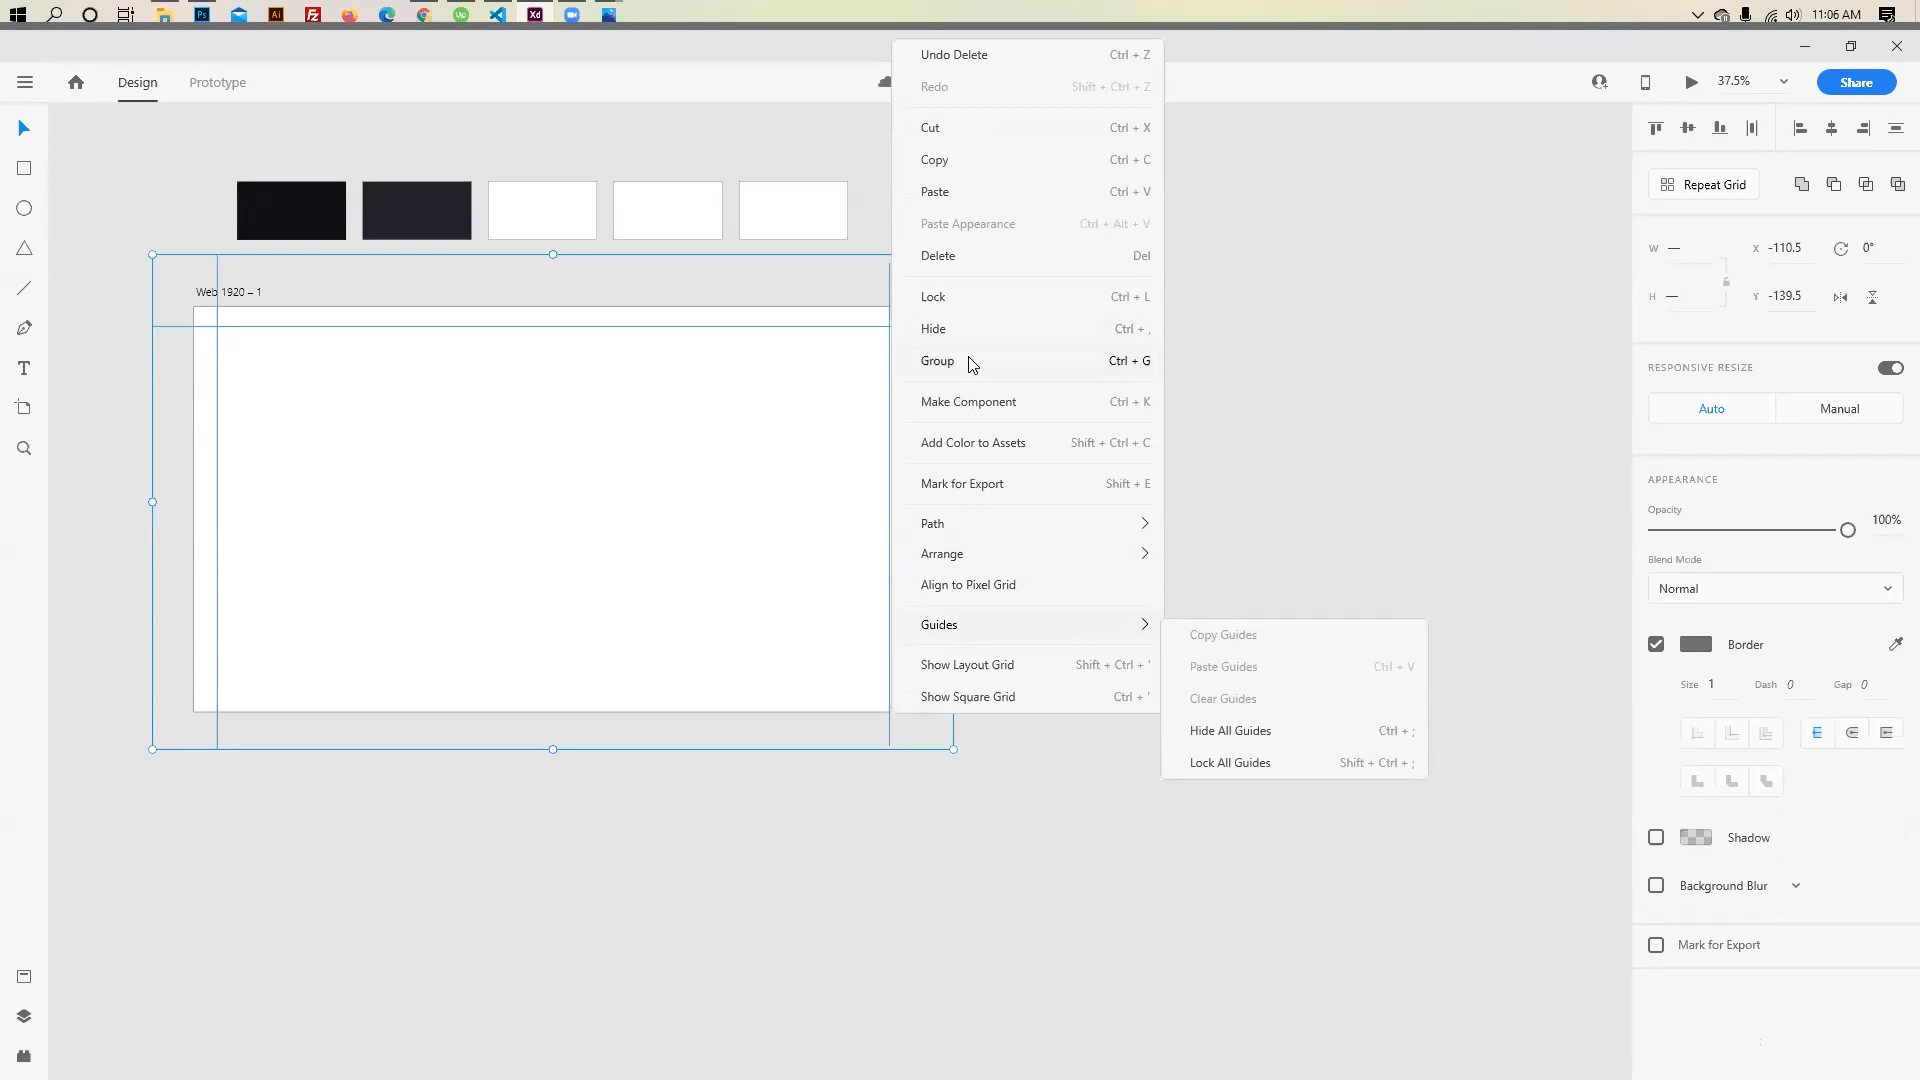 Ps
Ai
Fz
Up
Xd
11:06 AM
Design
Prototype
37.5%
Share
Undo Delete Ctrl + Z
Redo Shift + Ctrl + Z
Cut Ctrl + X
Copy Ctrl + C
Paste Ctrl + V
Paste Appearance Ctrl + Alt + V
Delete Del
Lock Ctrl + L
Hide Ctrl + ,
Group Ctrl + G
Make Component Ctrl + K
Add Color to Assets Shift + Ctrl + C
Mark for Export Shift + E
Path
Arrange
Align to Pixel Grid
Guides
Show Layout Grid Shift + Ctrl + '
Show Square Grid Ctrl + '
Copy Guides
Paste Guides Ctrl + V
Clear Guides
Hide All Guides Ctrl + ;
Lock All Guides Shift + Ctrl + ;
Web 1920 – 1
T
Repeat Grid
W — X -110.5 0°
H — Y -139.5
RESPONSIVE RESIZE
Auto Manual
APPEARANCE
Opacity
100%
Blend Mode
Normal
Border
Size 1 Dash 0 Gap 0
Shadow
Background Blur
Mark for Export